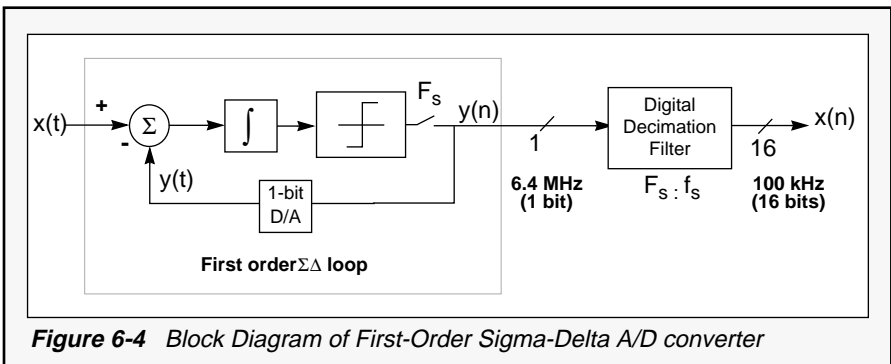 x(t)
+
-
Σ
∫
F_s
y(n)
y(t)
1-bit
D/A
First order ΣΔ loop
1
6.4 MHz
(1 bit)
Digital
Decimation
Filter
F_s : f_s
16
100 kHz
(16 bits)
x(n)
Figure 6-4 Block Diagram of First-Order Sigma-Delta A/D converter